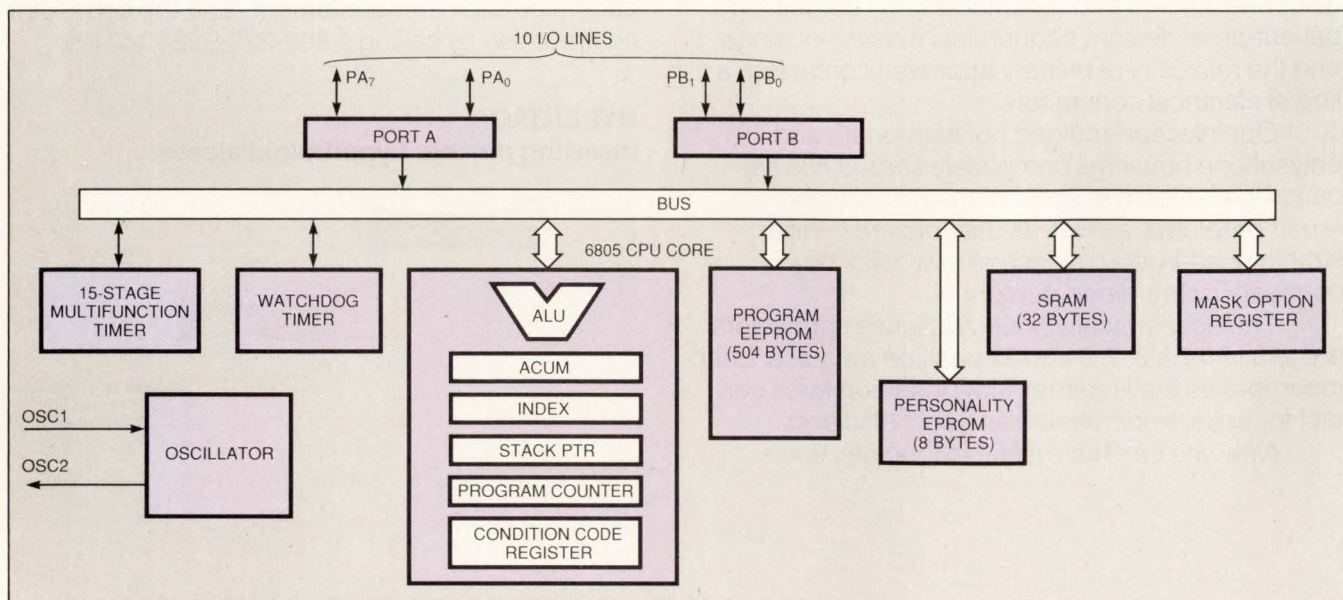 10 I/O LINES
PA7
PA0
PB1
PB0
PORT A
PORT B
BUS
6805 CPU CORE
15-STAGE
MULTIFUNCTION
TIMER
WATCHDOG
TIMER
ALU
ACUM
INDEX
STACK PTR
PROGRAM COUNTER
CONDITION CODE
REGISTER
PROGRAM
EEPROM
(504 BYTES)
PERSONALITY
EPROM
(8 BYTES)
SRAM
(32 BYTES)
MASK OPTION
REGISTER
OSC1
OSC2
OSCILLATOR